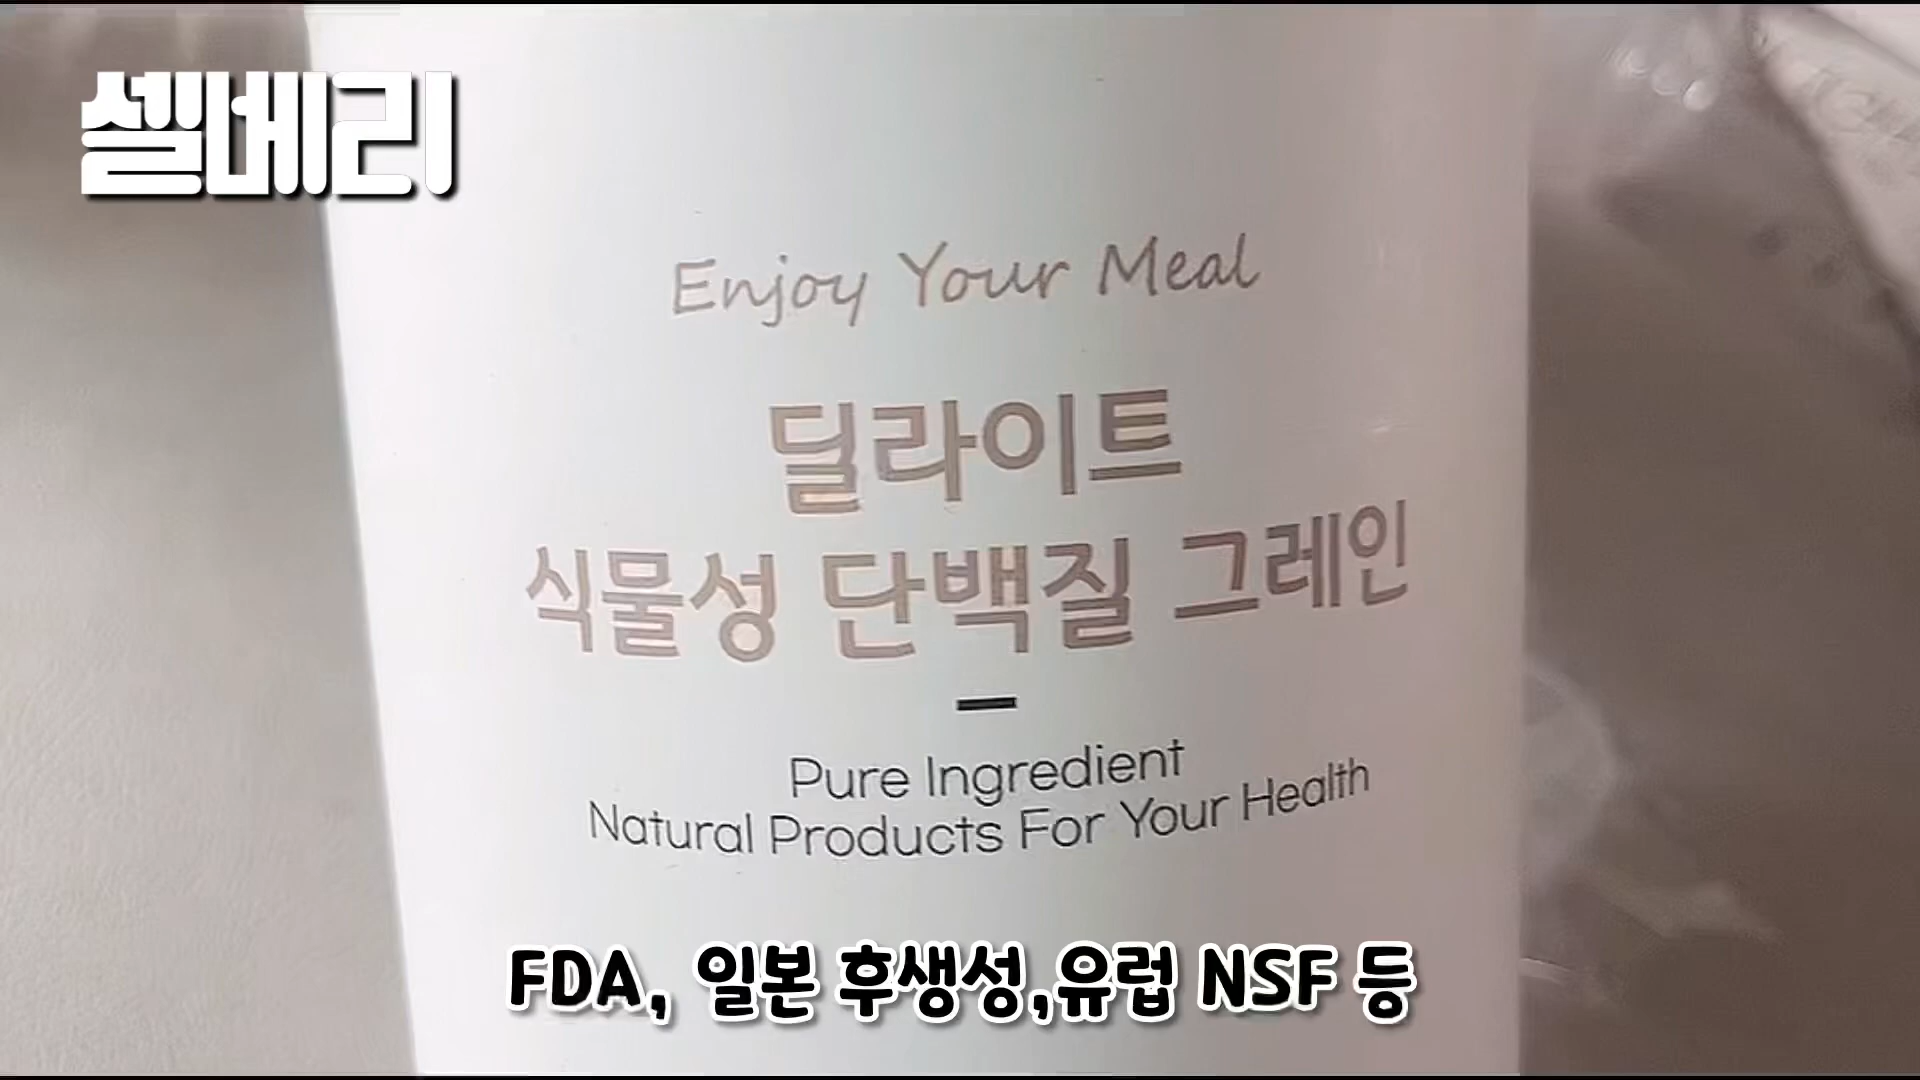 셀베리
Enjoy Your Meal
딜라이트
식물성 단백질 그레인
Pure Ingredient
Natural Products For Your Health
FDA, 일본 후생성,유럽 NSF 등